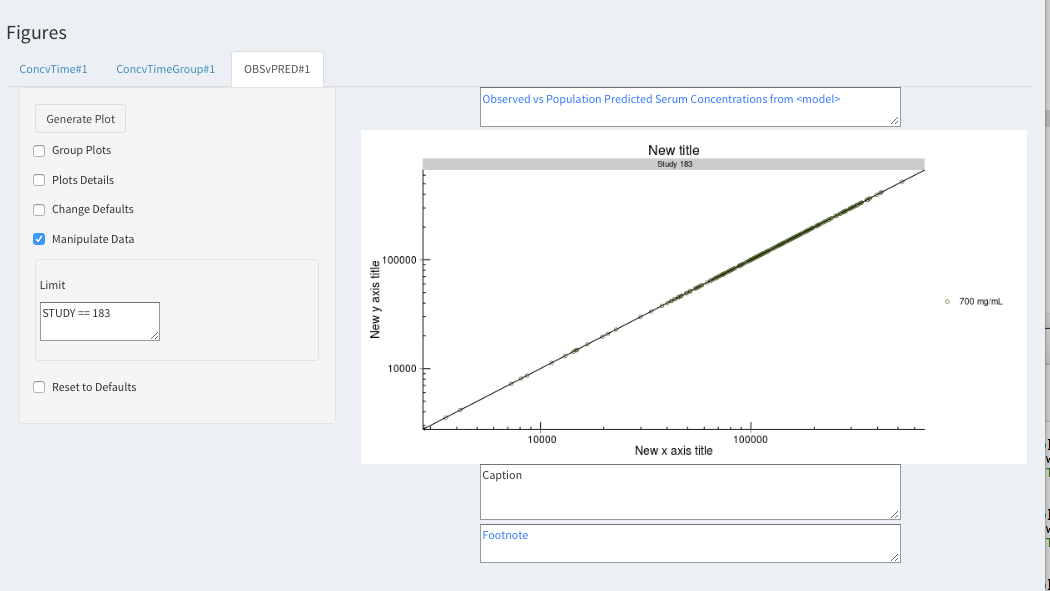 Figures
ConcvTime#1 ConcvTimeGroup#1 OBSvPRED#1
Generate Plot
Group Plots
Plots Details
Change Defaults
Manipulate Data
Limit
STUDY == 183
Reset to Defaults
Observed vs Population Predicted Serum Concentrations from <model>
New title
Study 183
New y axis title
100000
10000
10000 100000
New x axis title
700 mg/mL
Caption
Footnote